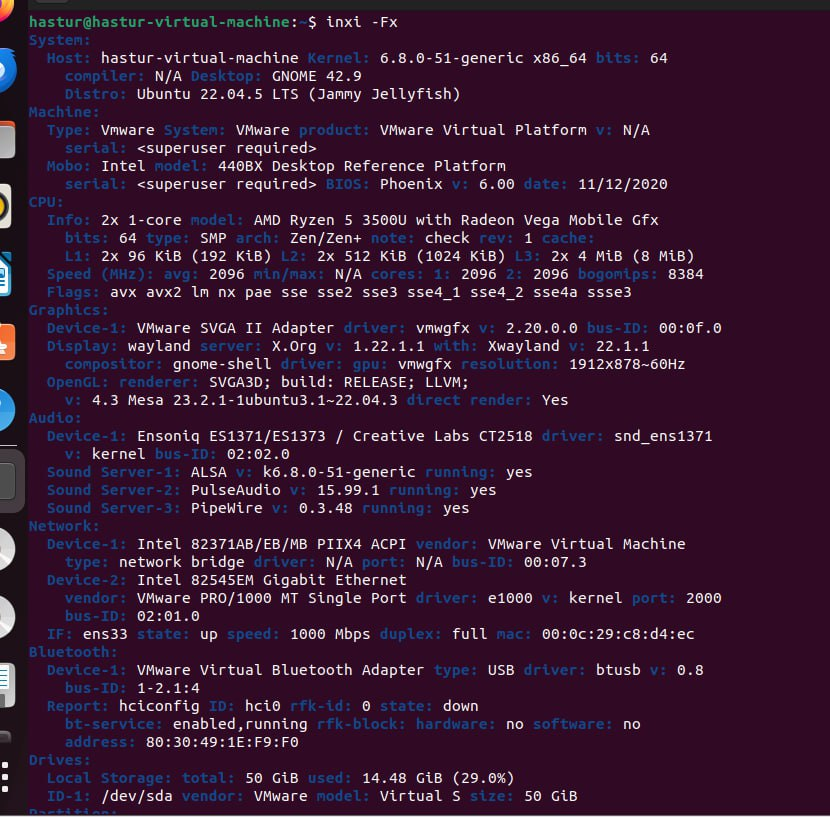 hastur@hastur-virtual-machine:~$ inxi -Fx
System:
Host: hastur-virtual-machine Kernel: 6.8.0-51-generic x86_64 bits: 64
compiler: N/A Desktop: GNOME 42.9
Distro: Ubuntu 22.04.5 LTS (Jammy Jellyfish)
Machine:
Type: Vmware System: VMware product: VMware Virtual Platform v: N/A
serial: <superuser required>
Mobo: Intel model: 440BX Desktop Reference Platform
serial: <superuser required> BIOS: Phoenix v: 6.00 date: 11/12/2020
CPU:
Info: 2x 1-core model: AMD Ryzen 5 3500U with Radeon Vega Mobile Gfx
bits: 64 type: SMP arch: Zen/Zen+ note: check rev: 1 cache:
L1: 2x 96 KiB (192 KiB) L2: 2x 512 KiB (1024 KiB) L3: 2x 4 MiB (8 MiB)
Speed (MHz): avg: 2096 min/max: N/A cores: 1: 2096 2: 2096 bogomips: 8384
Flags: avx avx2 lm nx pae sse sse2 sse3 sse4_1 sse4_2 sse4a ssse3
Graphics:
Device-1: VMware SVGA II Adapter driver: vmwgfx v: 2.20.0.0 bus-ID: 00:0f.0
Display: wayland server: X.Org v: 1.22.1.1 with: Xwayland v: 22.1.1
compositor: gnome-shell driver: gpu: vmwgfx resolution: 1912x878~60Hz
OpenGL: renderer: SVGA3D; build: RELEASE; LLVM;
v: 4.3 Mesa 23.2.1-1ubuntu3.1~22.04.3 direct render: Yes
Audio:
Device-1: Ensoniq ES1371/ES1373 / Creative Labs CT2518 driver: snd_ens1371
v: kernel bus-ID: 02:02.0
Sound Server-1: ALSA v: k6.8.0-51-generic running: yes
Sound Server-2: PulseAudio v: 15.99.1 running: yes
Sound Server-3: PipeWire v: 0.3.48 running: yes
Network:
Device-1: Intel 82371AB/EB/MB PIIX4 ACPI vendor: VMware Virtual Machine
type: network bridge driver: N/A port: N/A bus-ID: 00:07.3
Device-2: Intel 82545EM Gigabit Ethernet
vendor: VMware PRO/1000 MT Single Port driver: e1000 v: kernel port: 2000
bus-ID: 02:01.0
IF: ens33 state: up speed: 1000 Mbps duplex: full mac: 00:0c:29:c8:d4:ec
Bluetooth:
Device-1: VMware Virtual Bluetooth Adapter type: USB driver: btusb v: 0.8
bus-ID: 1-2.1:4
Report: hciconfig ID: hci0 rfk-id: 0 state: down
bt-service: enabled,running rfk-block: hardware: no software: no
address: 80:30:49:1E:F9:F0
Drives:
Local Storage: total: 50 GiB used: 14.48 GiB (29.0%)
ID-1: /dev/sda vendor: VMware model: Virtual S size: 50 GiB
Partition: